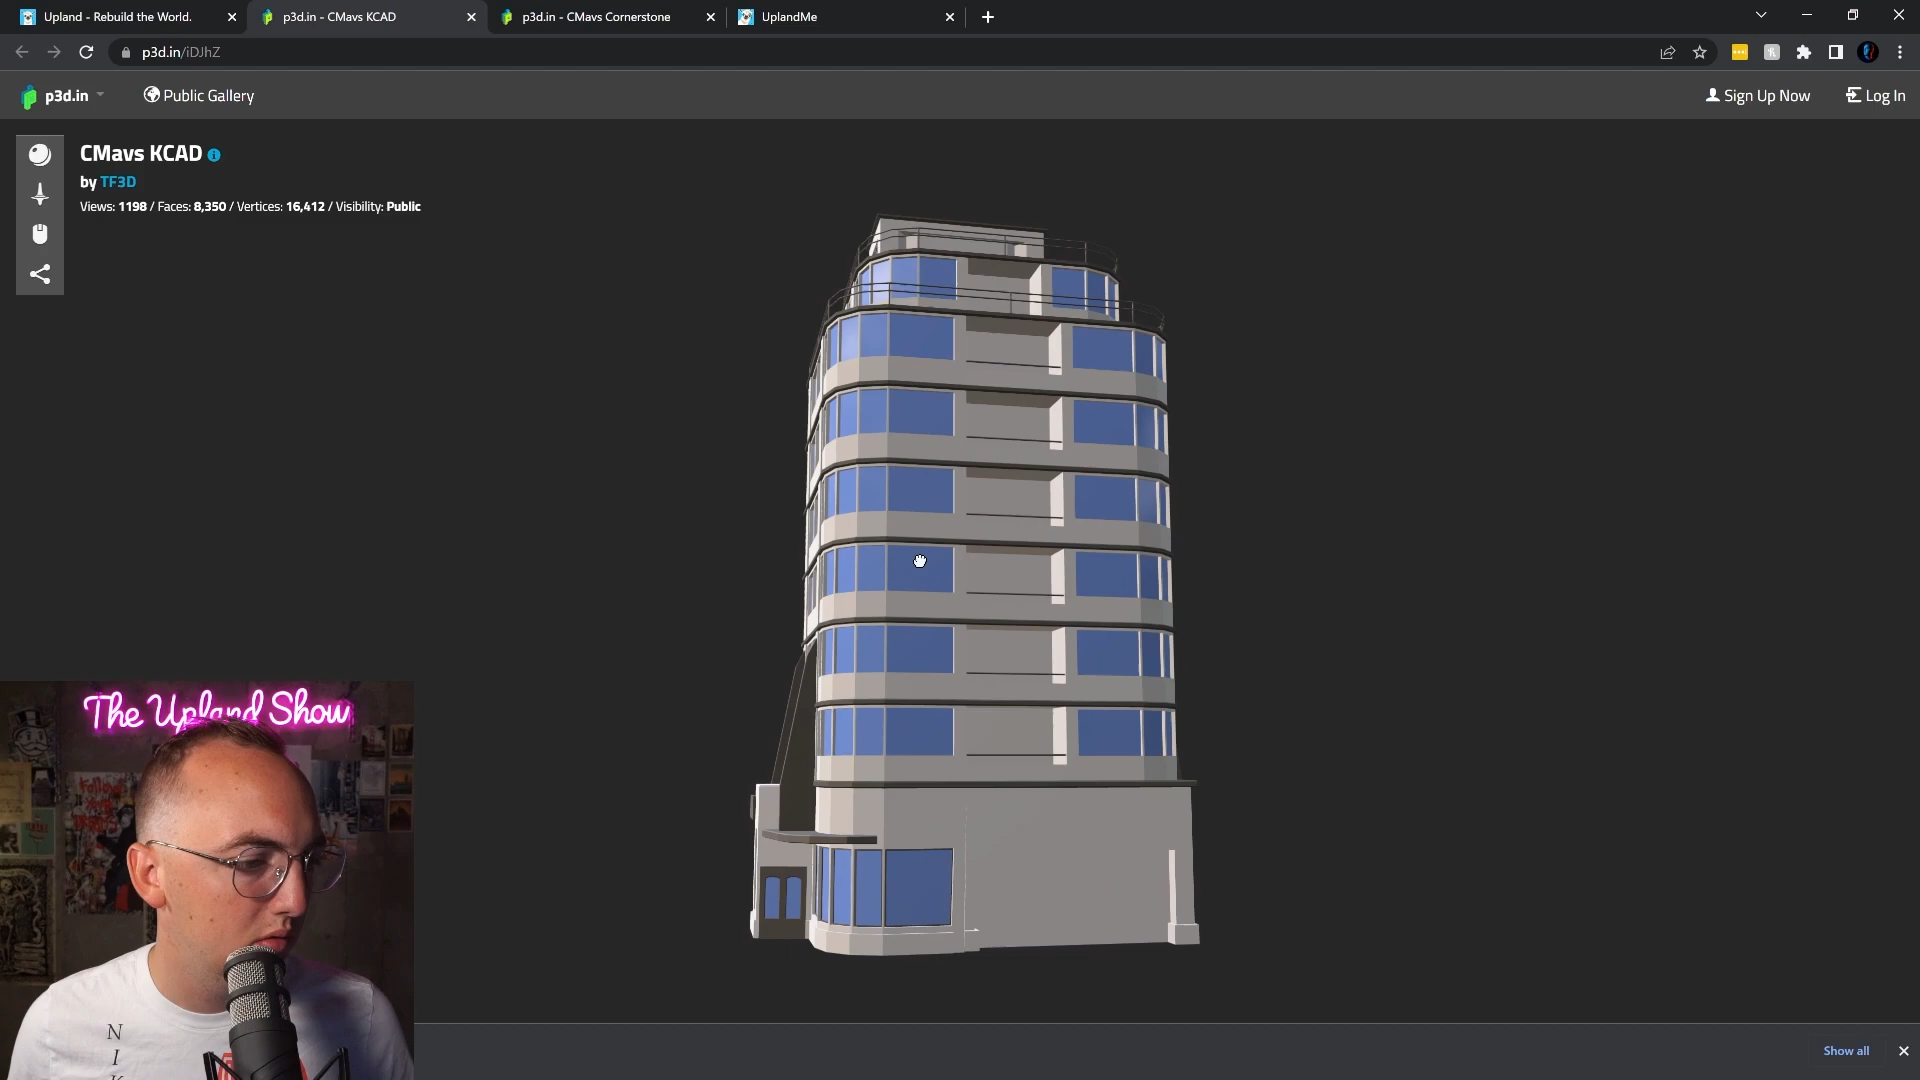 Upland - Rebuild the World.
p3d.in - CMavs KCAD
p3d.in - CMavs Cornerstone
UplandMe
p3d.in/iDJhZ
p3d.in
Public Gallery
Sign Up Now
Log In
CMavs KCAD
by TF3D
Views: 1198 / Faces: 8,350 / Vertices: 16,412 / Visibility: Public
The Upland Show
N
I
K
Show all